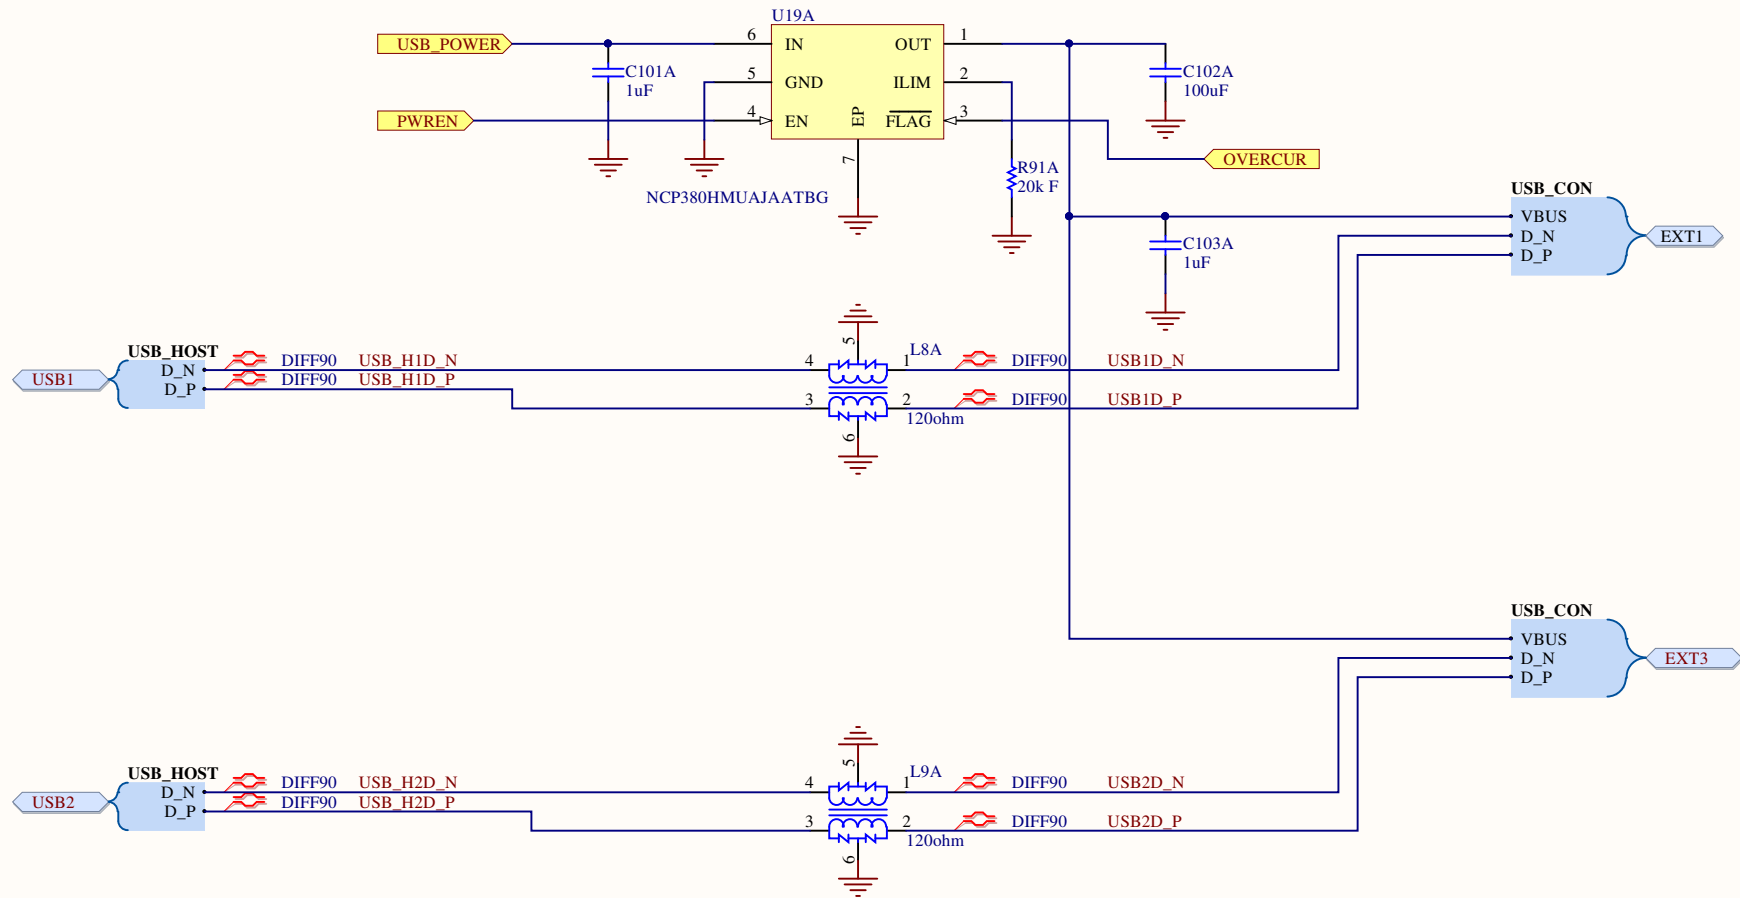 U19A
USB_POWER
6
IN
OUT
1
C101A
1uF
5
GND
ILIM
2
C102A
100uF
PWREN
4
EN
EP
FLAG
3
7
OVERCUR
NCP380HMUAJAATBG
R91A
20k F
USB_CON
VBUS
D_N
D_P
EXT1
C103A
1uF
USB_HOST
D_N
D_P
USB1
DIFF90
USB_H1D_N
DIFF90
USB_H1D_P
5
4
1
L8A
3
2
120ohm
6
DIFF90
USB1D_N
DIFF90
USB1D_P
USB_CON
VBUS
D_N
D_P
EXT3
USB_HOST
D_N
D_P
USB2
DIFF90
USB_H2D_N
DIFF90
USB_H2D_P
5
4
1
L9A
3
2
120ohm
6
DIFF90
USB2D_N
DIFF90
USB2D_P